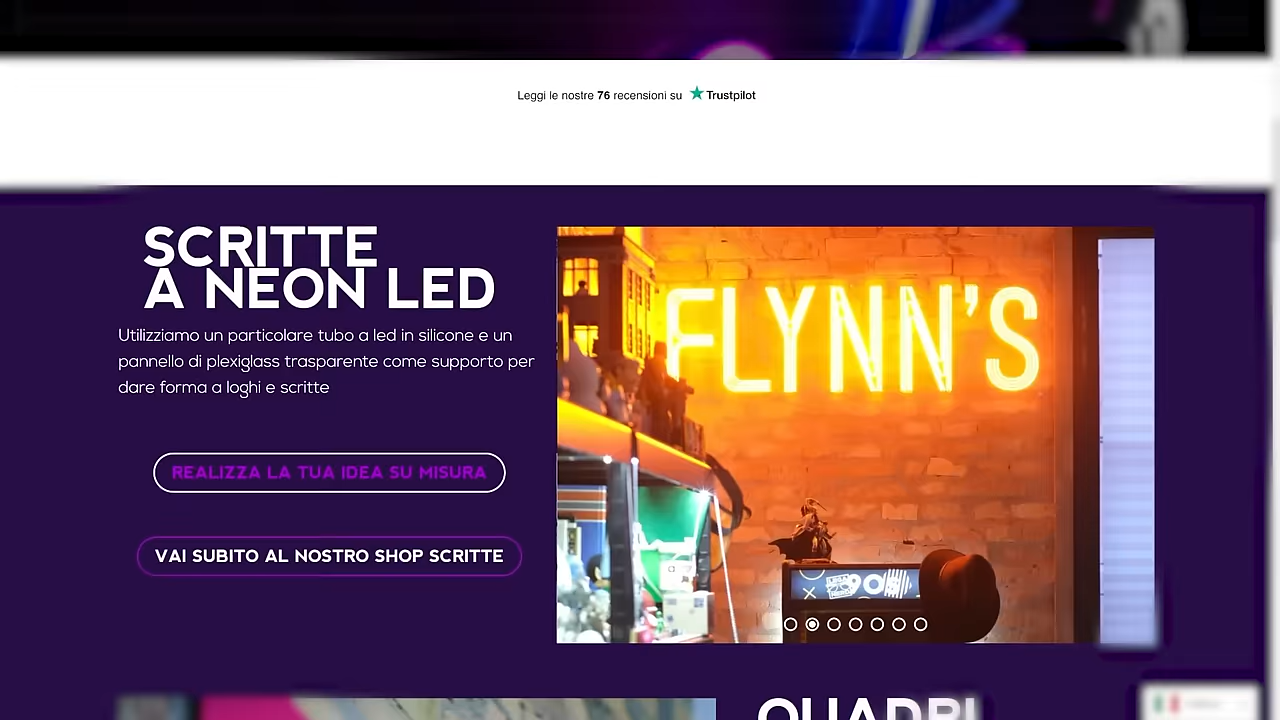 Leggi le nostre 76 recensioni su Trustpilot
SCRITTE
A NEON LED
Utilizziamo un particolare tubo a led in silicone e un
pannello di plexiglass trasparente come supporto per
dare forma a loghi e scritte
REALIZZA LA TUA IDEA SU MISURA
VAI SUBITO AL NOSTRO SHOP SCRITTE
FLYNN'S
90
QUADRI